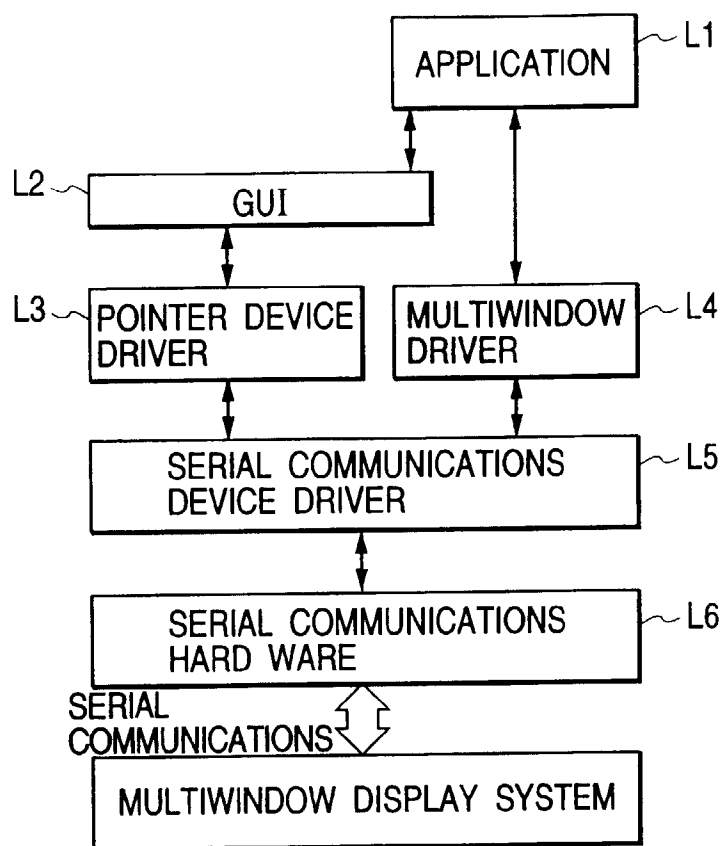 APPLICATION
L1
L2
GUI
L3
POINTER DEVICE
DRIVER
MULTIWINDOW
DRIVER
L4
SERIAL COMMUNICATIONS
DEVICE DRIVER
L5
SERIAL COMMUNICATIONS
HARD WARE
L6
SERIAL
COMMUNICATIONS
MULTIWINDOW DISPLAY SYSTEM